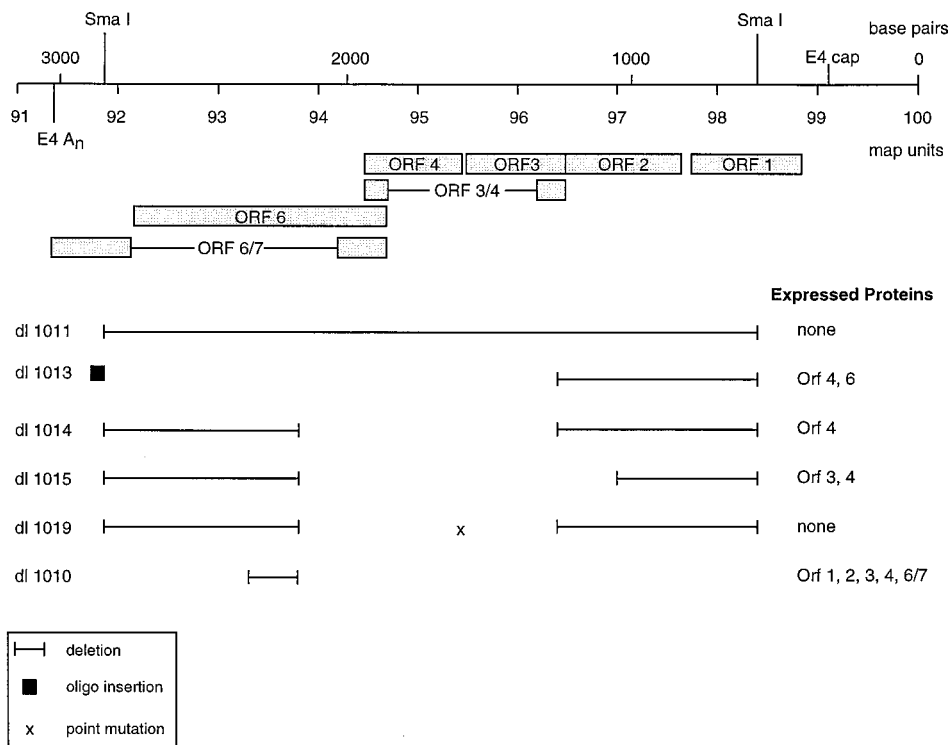 Sma I Sma I
base pairs
3000 2000 1000 E4 cap 0
91 92 93 94 95 96 97 98 99 100
E4 An map units
ORF 4 ORF3 ORF 2 ORF 1
ORF 3/4
ORF 6
ORF 6/7
Expressed Proteins
dl 1011 none
dl 1013 Orf 4, 6
dl 1014 Orf 4
dl 1015 Orf 3, 4
dl 1019 x none
dl 1010 Orf 1, 2, 3, 4, 6/7
deletion
oligo insertion
x point mutation